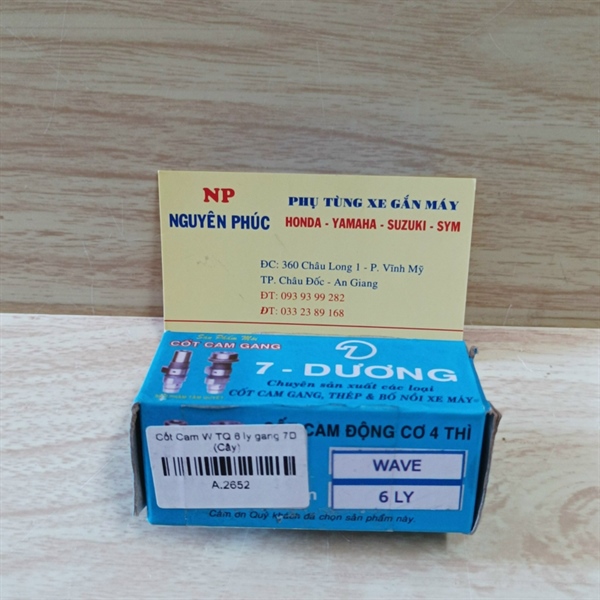 NP
NGUYÊN PHÚC
PHỤ TÙNG XE GẮN MÁY
HONDA - YAMAHA - SUZUKI - SYM
ĐC: 360 Châu Long 1 - P. Vĩnh Mỹ
TP. Châu Đốc - An Giang
ĐT: 093 93 99 282
ĐT: 033 23 89 168
Sản Phẩm Mới
CỐT CAM GANG
7 - DƯƠNG
Chuyên sản xuất các loại
CỐT CAM GANG, THÉP & BỐ NỒI XE MÁY
CAM ĐỘNG CƠ 4 THÌ
Cốt Cam W TQ 6 ly gang 7D
(Cây)
A.2652
WAVE
6 LY
Cảm ơn Quý khách đã chọn sản phẩm này.